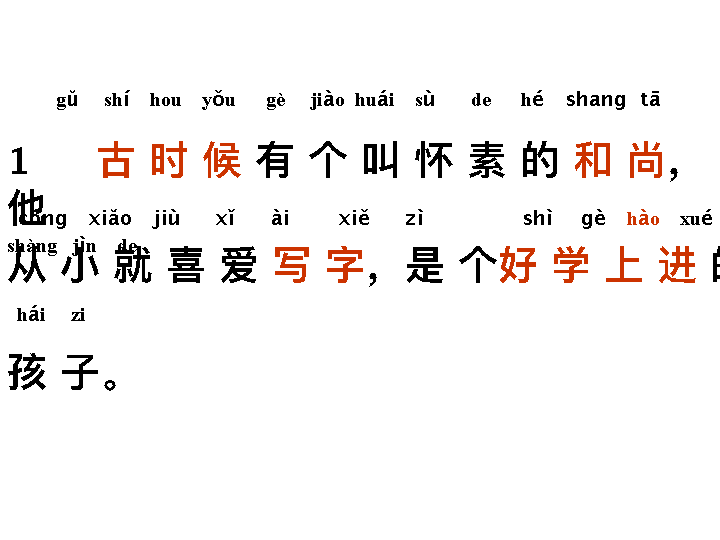 gǔ shí hou yǒu gè jiào huái sù de hé shang tā
1 古 时 候 有 个 叫 怀 素 的 和 尚，
他
cóng xiǎo jiù xǐ ài xiě zì shì gè hào xué
shàng jìn de
从 小 就 喜 爱 写 字，是 个 好 学 上 进 的
hái zi
孩 子。